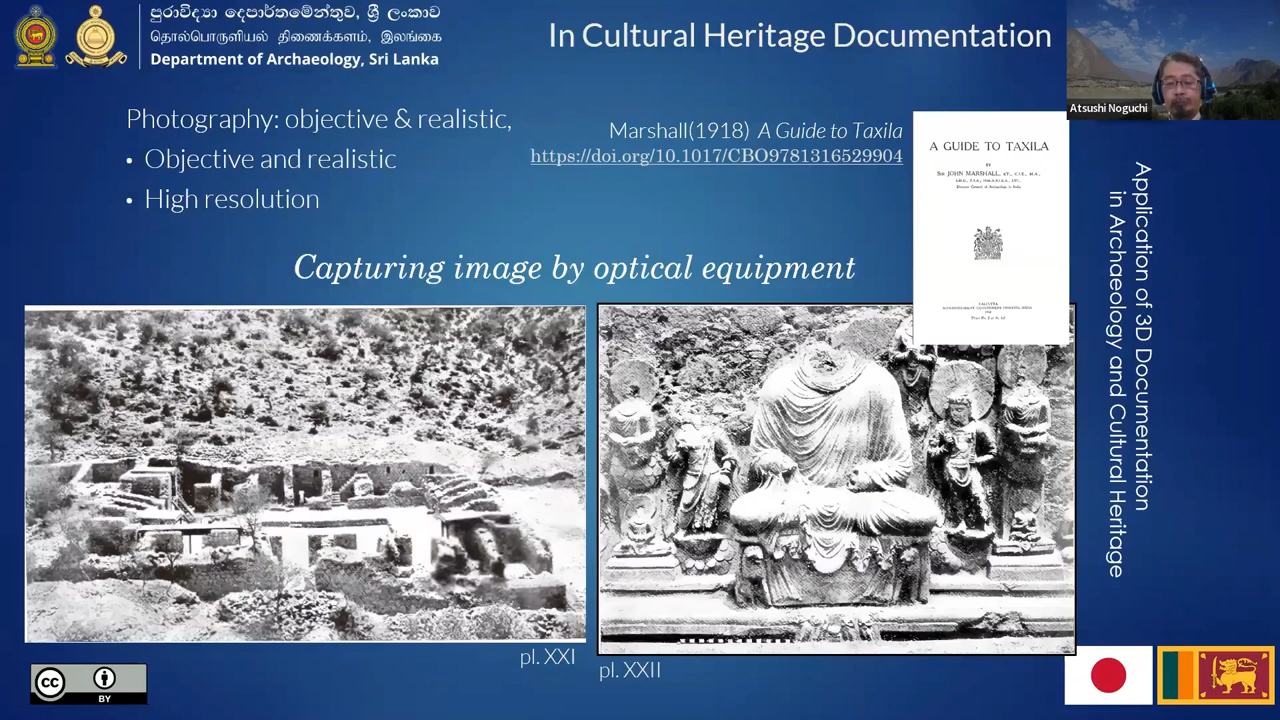 පුරාවිද්‍යා දෙපාර්තමේන්තුව, ශ්‍රී ලංකාව
தொல்பொருளியல் திணைக்களம், இலங்கை
Department of Archaeology, Sri Lanka
In Cultural Heritage Documentation
Atsushi Noguchi
Photography: objective & realistic,
• Objective and realistic
• High resolution
Marshall(1918) A Guide to Taxila
https://doi.org/10.1017/CBO9781316529904
A GUIDE TO TAXILA
BY
SIR JOHN MARSHALL, KT., C.I.E., M.A.,
Director General of Archæology in India
CALCUTTA
SUPERINTENDENT GOVERNMENT PRINTING, INDIA
1918
Capturing image by optical equipment
pl. XXI
pl. XXII
Application of 3D Documentation
in Archaeology and Cultural Heritage
CC
BY